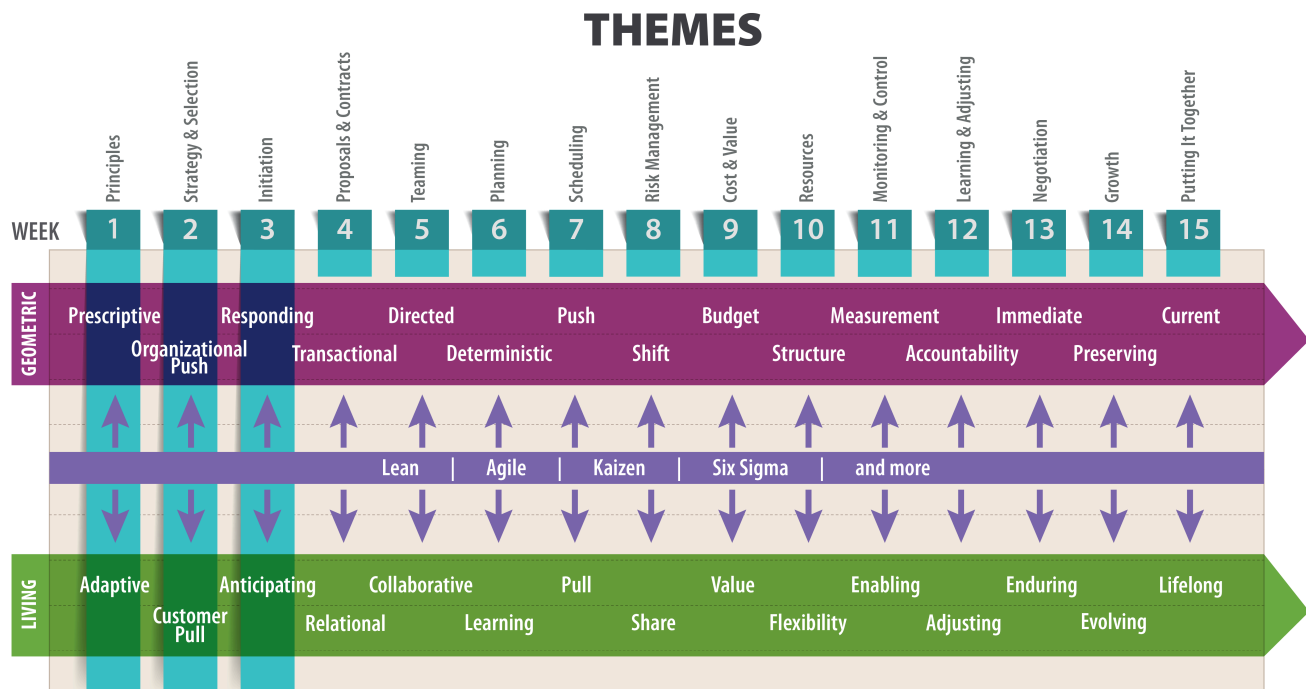 THEMES
Principles
Strategy & Selection
Initiation
Proposals & Contracts
Teaming
Planning
Scheduling
Risk Management
Cost & Value
Resources
Monitoring & Control
Learning & Adjusting
Negotiation
Growth
Putting It Together
WEEK 1 2 3 4 5 6 7 8 9 10 11 12 13 14 15
GEOMETRIC
Prescriptive Responding Directed Push Budget Measurement Immediate Current
Organizational
Push
Transactional Deterministic Shift Structure Accountability Preserving
Lean | Agile | Kaizen | Six Sigma | and more
LIVING
Adaptive Anticipating Collaborative Pull Value Enabling Enduring Lifelong
Customer
Pull
Relational Learning Share Flexibility Adjusting Evolving